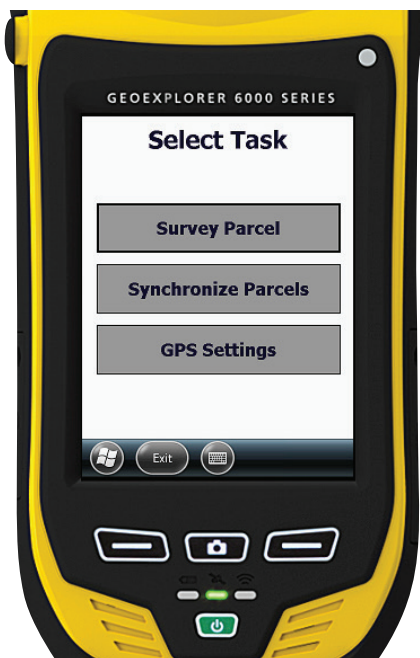 GEOEXPLORER 6000 SERIES
Select Task
Survey Parcel
Synchronize Parcels
GPS Settings
Exit